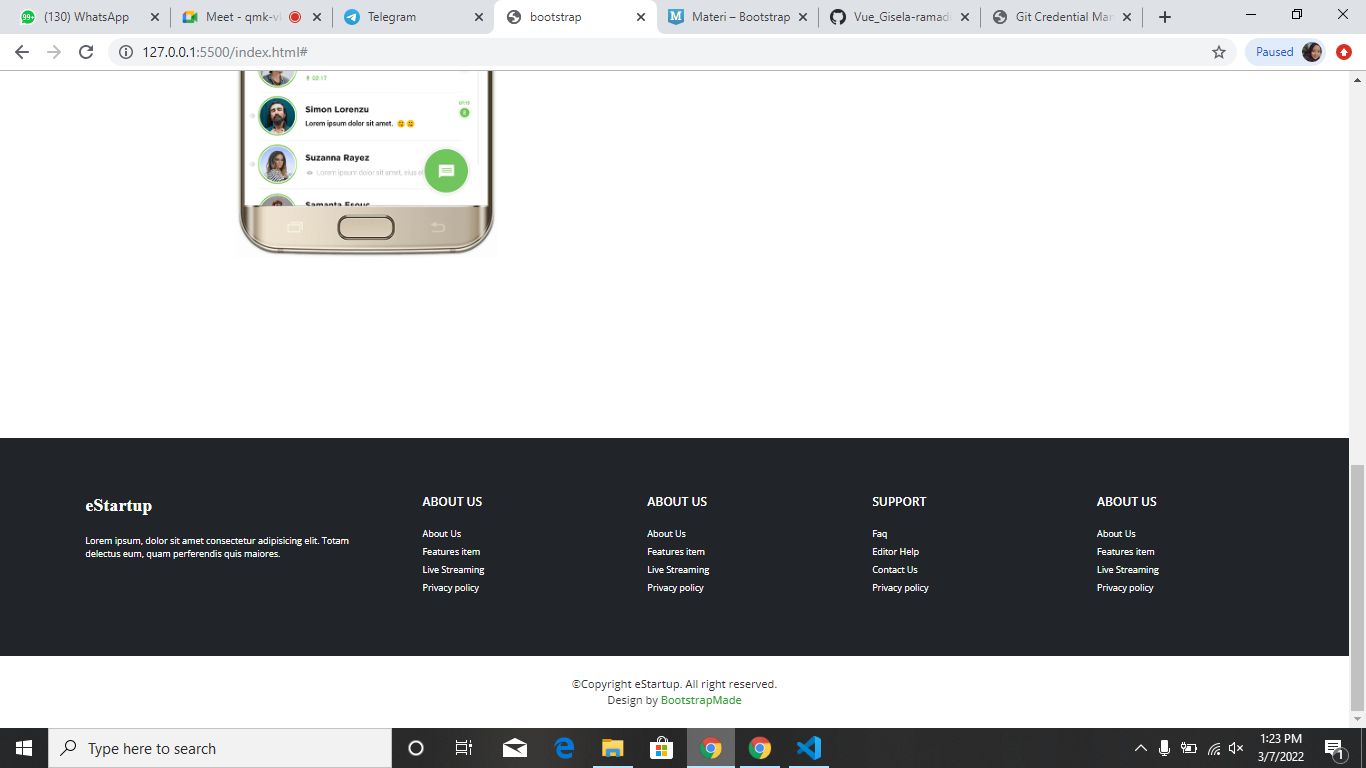 (130) WhatsApp
Meet - qmk-v
Telegram
bootstrap
Materi – Bootstrap
Vue_Gisela-ramad
Git Credential Man
127.0.0.1:5500/index.html#
Paused
02:17
Simon Lorenzu
Lorem ipsum dolor sit amet.
Suzanna Rayez
Lorem ipsum dolor sit amet, eius
Samanta Esouc
eStartup
Lorem ipsum, dolor sit amet consectetur adipisicing elit. Totam
delectus eum, quam perferendis quis maiores.
ABOUT US
About Us
Features item
Live Streaming
Privacy policy
ABOUT US
About Us
Features item
Live Streaming
Privacy policy
SUPPORT
Faq
Editor Help
Contact Us
Privacy policy
ABOUT US
About Us
Features item
Live Streaming
Privacy policy
©Copyright eStartup. All right reserved.
Design by BootstrapMade
Type here to search
1:23 PM
3/7/2022
1